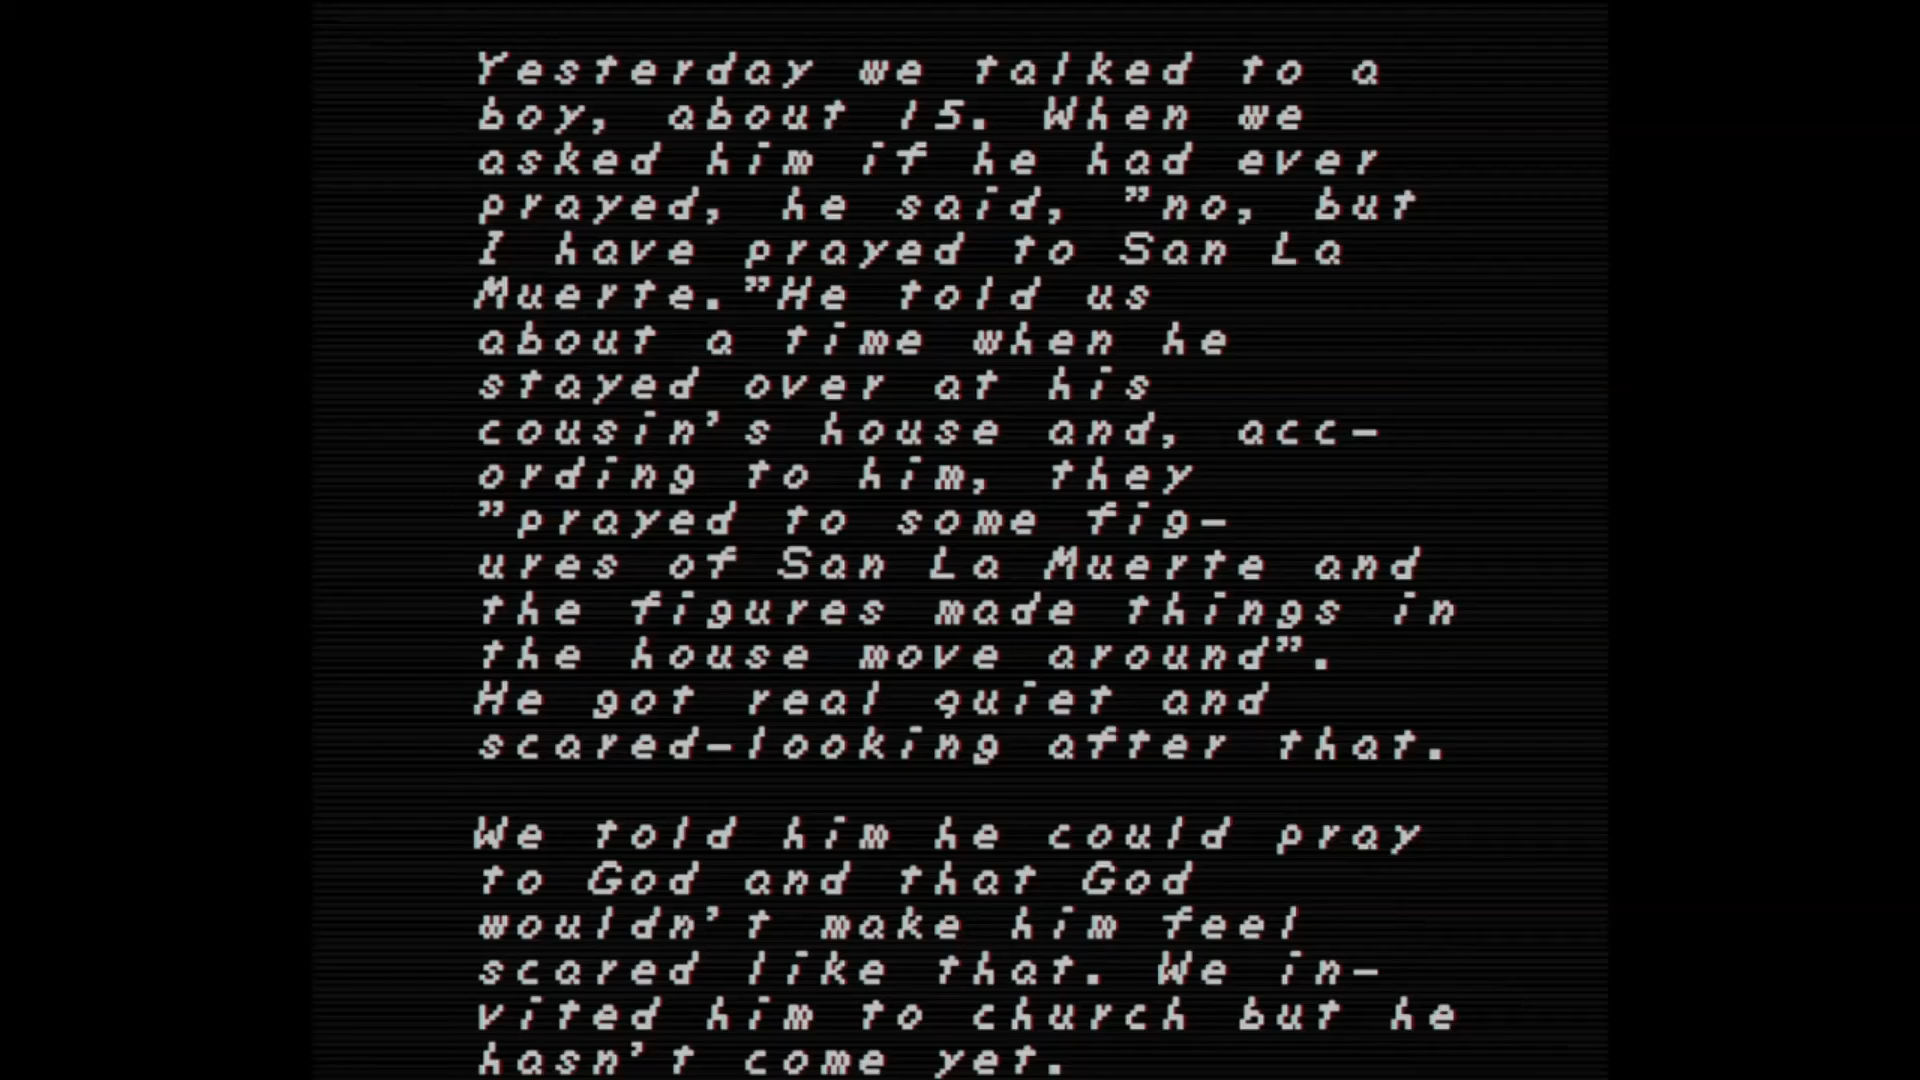 Yesterday we talked to a
boy, about 15. When we
asked him if he had ever
prayed, he said, "no, but
I have prayed to San La
Muerte."He told us
about a time when he
stayed over at his
cousin's house and, acc-
ording to him, they
"prayed to some fig-
ures of San La Muerte and
the figures made things in
the house move around".
He got real quiet and
scared-looking after that.
We told him he could pray
to God and that God
wouldn't make him feel
scared like that. We in-
vited him to church but he
hasn't come yet.